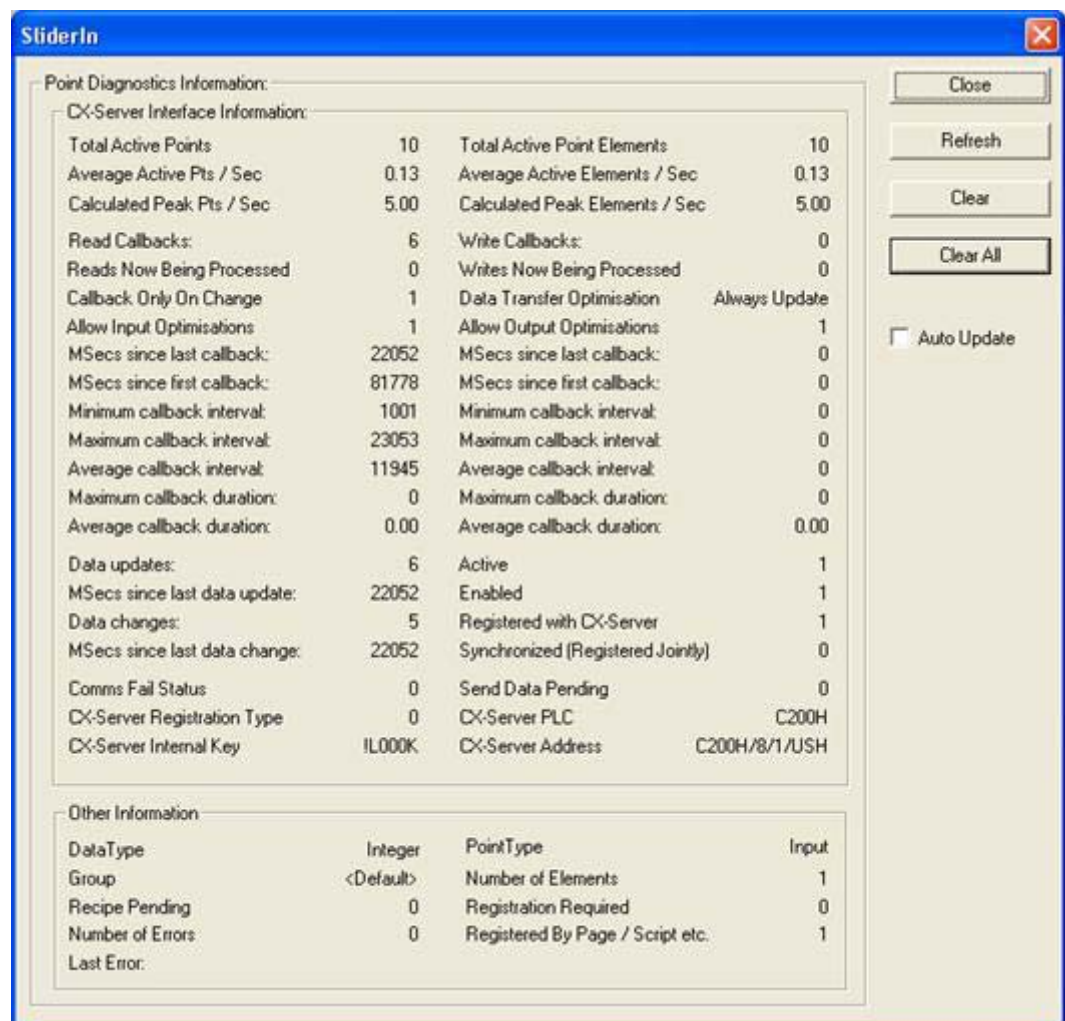 SliderIn
Point Diagnostics Information:
Close
CX-Server Interface Information:
Total Active Points 10 Total Active Point Elements 10
Refresh
Average Active Pts / Sec 0.13 Average Active Elements / Sec 0.13
Calculated Peak Pts / Sec 5.00 Calculated Peak Elements / Sec 5.00
Clear
Read Callbacks: 6 Write Callbacks: 0
Clear All
Reads Now Being Processed 0 Writes Now Being Processed 0
Callback Only On Change 1 Data Transfer Optimisation Always Update
Allow Input Optimisations 1 Allow Output Optimisations 1
Auto Update
MSecs since last callback: 22052 MSecs since last callback: 0
MSecs since first callback: 81778 MSecs since first callback: 0
Minimum callback interval: 1001 Minimum callback interval: 0
Maximum callback interval: 23053 Maximum callback interval: 0
Average callback interval: 11945 Average callback interval: 0
Maximum callback duration: 0 Maximum callback duration: 0
Average callback duration: 0.00 Average callback duration: 0.00
Data updates: 6 Active 1
MSecs since last data update: 22052 Enabled 1
Data changes: 5 Registered with CX-Server 1
MSecs since last data change: 22052 Synchronized (Registered Jointly) 0
Comms Fail Status 0 Send Data Pending 0
CX-Server Registration Type 0 CX-Server PLC C200H
CX-Server Internal Key !L000K CX-Server Address C200H/8/1/USH
Other Information
DataType Integer PointType Input
Group <Default> Number of Elements 1
Recipe Pending 0 Registration Required 0
Number of Errors 0 Registered By Page / Script etc. 1
Last Error: